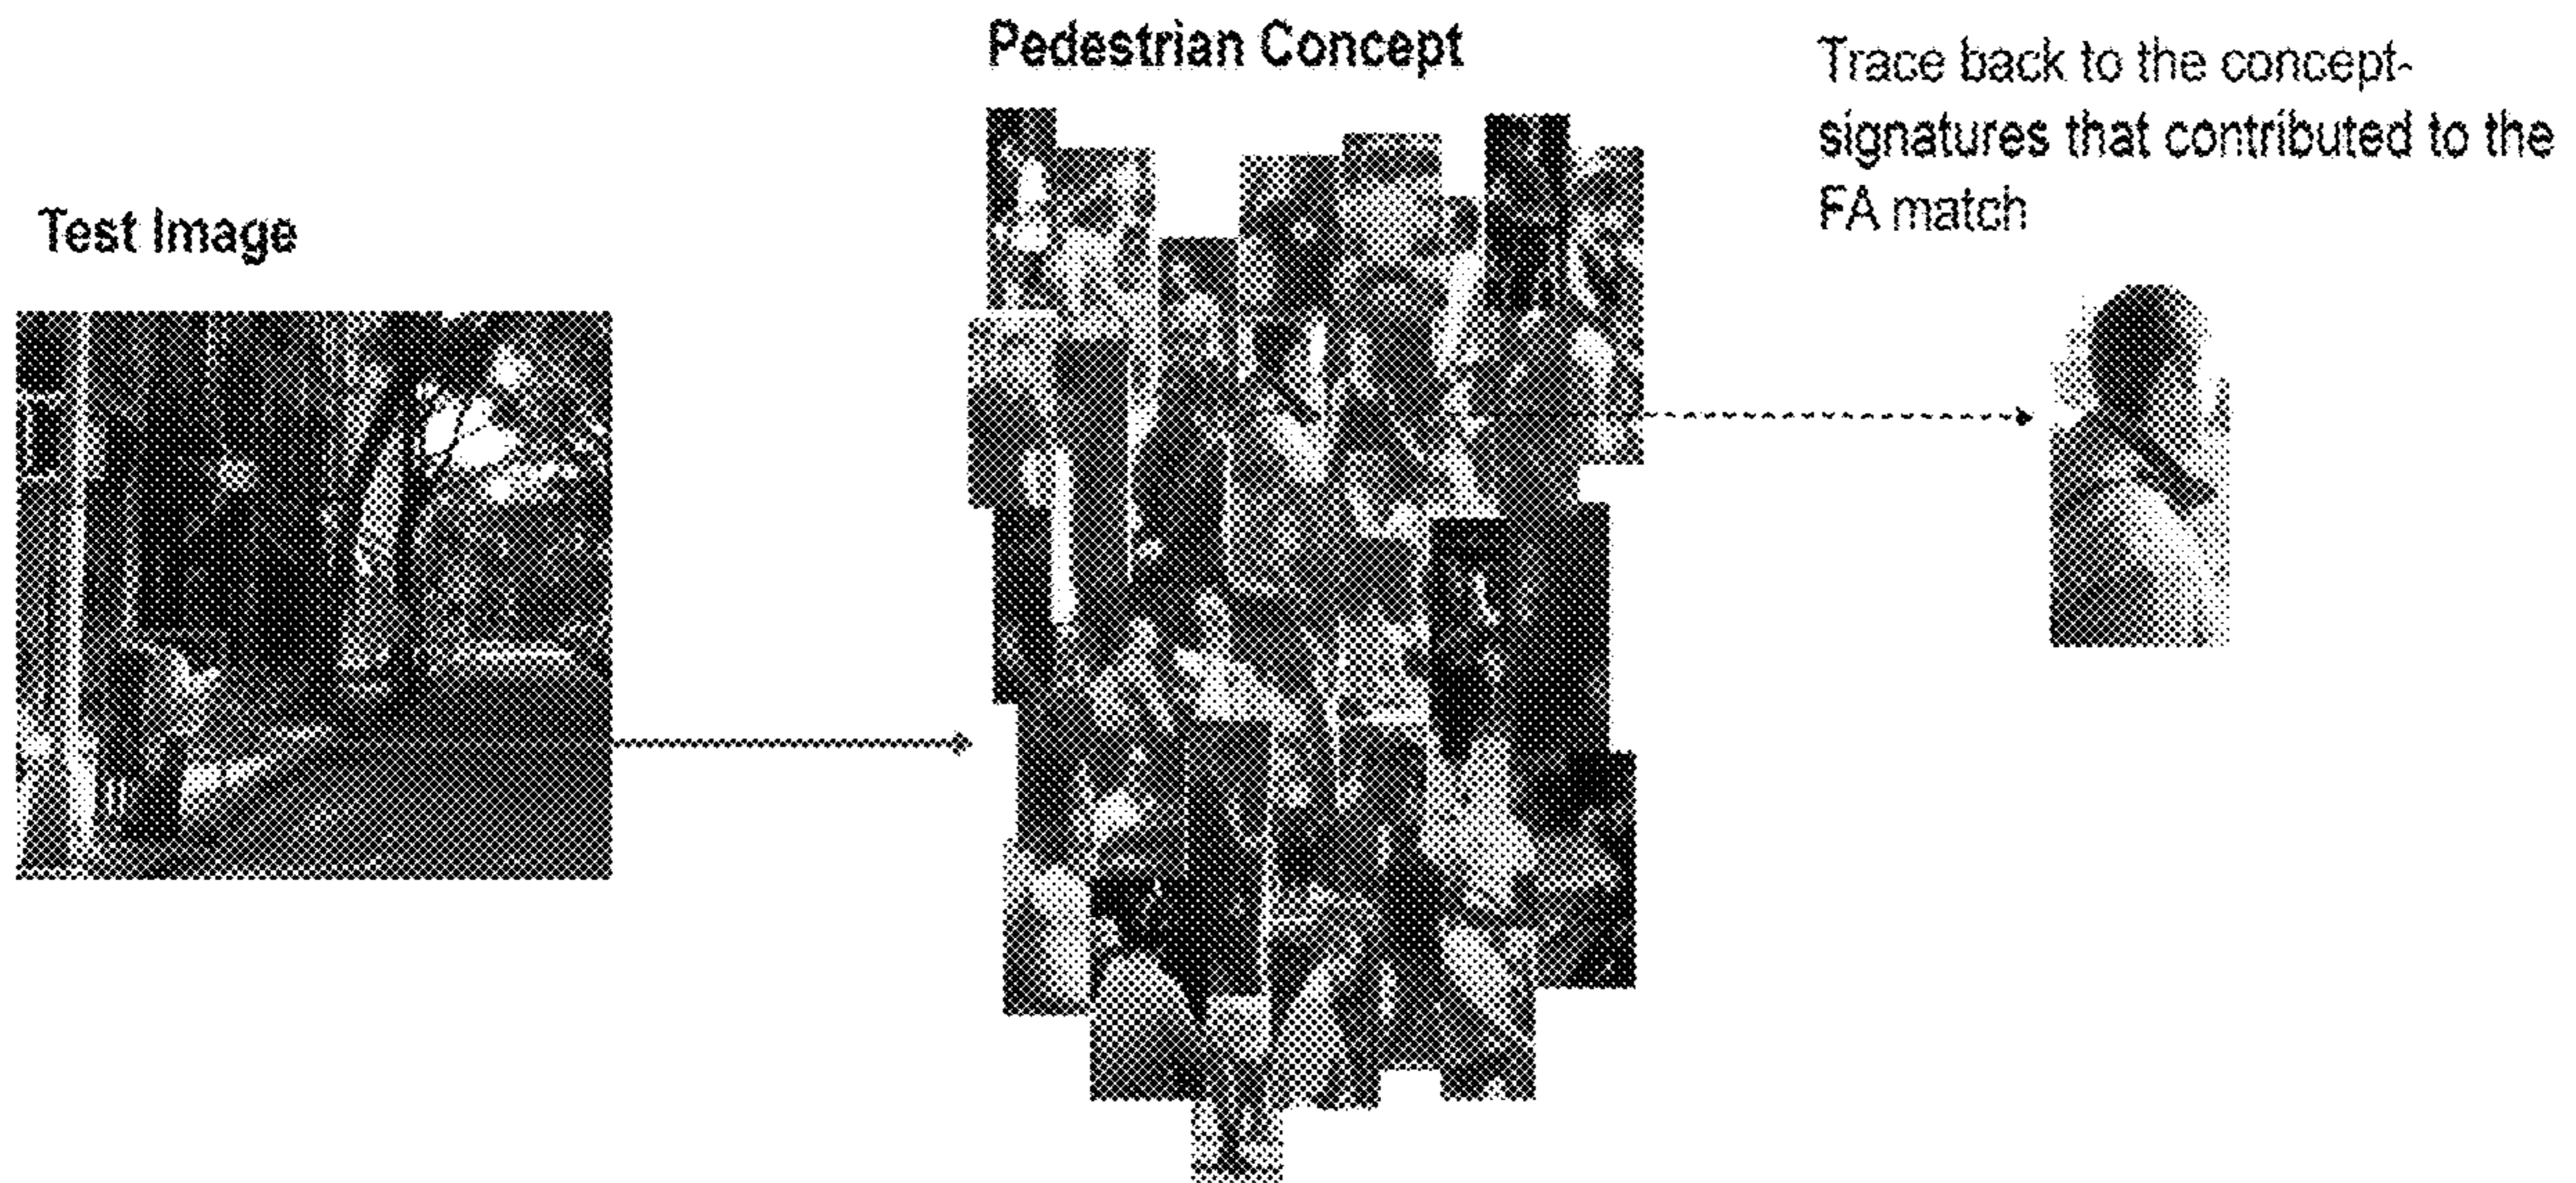 Test Image
Pedestrian Concept
Trace back to the concept-
signatures that contributed to the
FA match